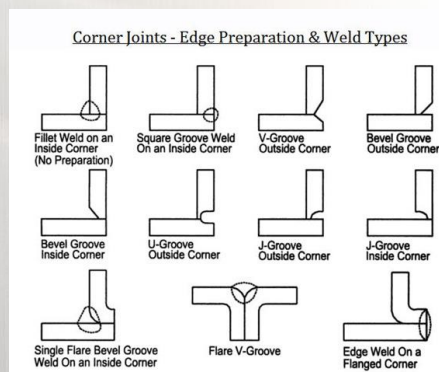 Corner Joints - Edge Preparation & Weld Types
Fillet Weld on an
Inside Corner
(No Preparation)
Square Groove Weld
On an Inside Corner
V-Groove
Outside Corner
Bevel Groove
Outside Corner
Bevel Groove
Inside Corner
U-Groove
Outside Corner
J-Groove
Outside Corner
J-Groove
Inside Corner
Single Flare Bevel Groove
Weld On an Inside Corner
Flare V-Groove
Edge Weld On a
Flanged Corner